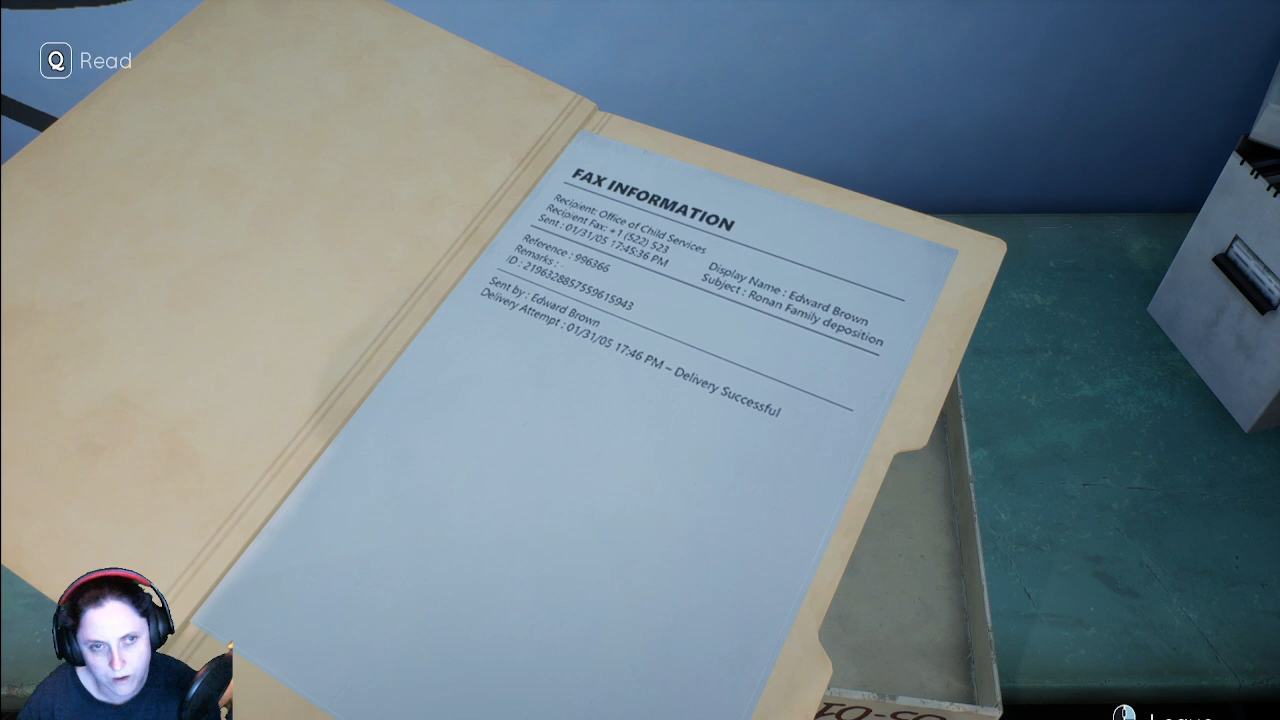 Q Read
FAX INFORMATION
Recipient: Office of Child Services
Recipient Fax: +1 (522) 523
Sent : 01/31/05 17:45:36 PM
Display Name : Edward Brown
Subject : Ronan Family deposition
Reference : 996366
Remarks : -
ID : 2196328857559615943
Sent by : Edward Brown
Delivery Attempt : 01/31/05 17:46 PM – Delivery Successful
Leave